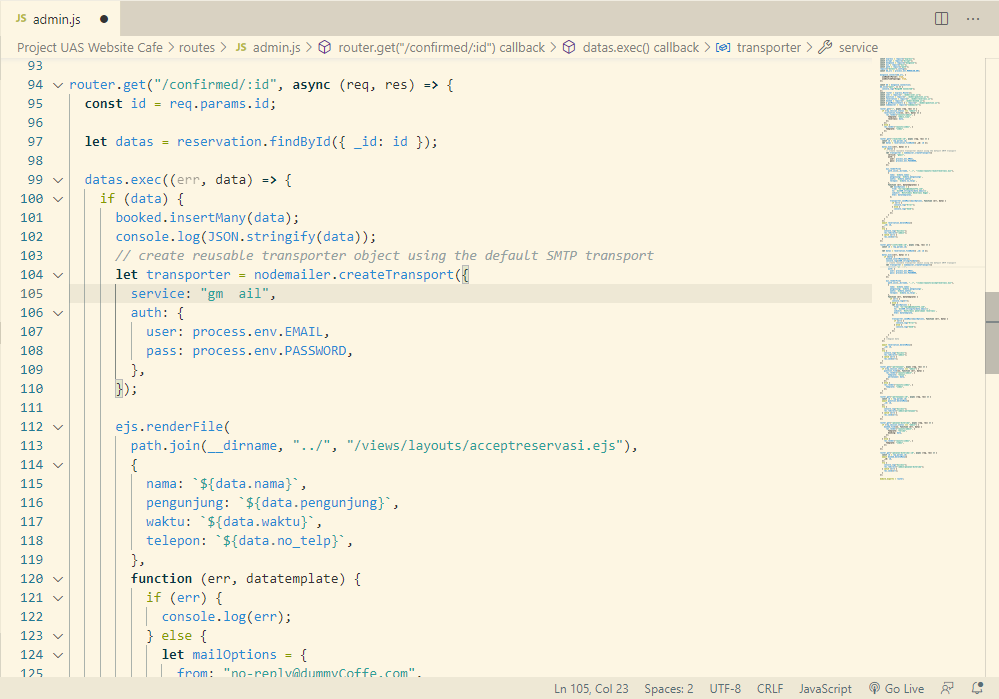 JS admin.js
Project UAS Website Cafe > routes > JS admin.js > router.get("/confirmed/:id") callback > datas.exec() callback > transporter > service
93
94 router.get("/confirmed/:id", async (req, res) => {
95 const id = req.params.id;
96
97 let datas = reservation.findById({ _id: id });
98
99 datas.exec((err, data) => {
100 if (data) {
101 booked.insertMany(data);
102 console.log(JSON.stringify(data));
103 // create reusable transporter object using the default SMTP transport
104 let transporter = nodemailer.createTransport({
105 service: "gm  ail",
106 auth: {
107 user: process.env.EMAIL,
108 pass: process.env.PASSWORD,
109 },
110 });
111
112 ejs.renderFile(
113 path.join(__dirname, "../", "/views/layouts/acceptreservasi.ejs"),
114 {
115 nama: `${data.nama}`,
116 pengunjung: `${data.pengunjung}`,
117 waktu: `${data.waktu}`,
118 telepon: `${data.no_telp}`,
119 },
120 function (err, datatemplate) {
121 if (err) {
122 console.log(err);
123 } else {
124 let mailOptions = {
125 from: "no-reply@dummyCoffe.com",
Ln 105, Col 23 Spaces: 2 UTF-8 CRLF JavaScript Go Live